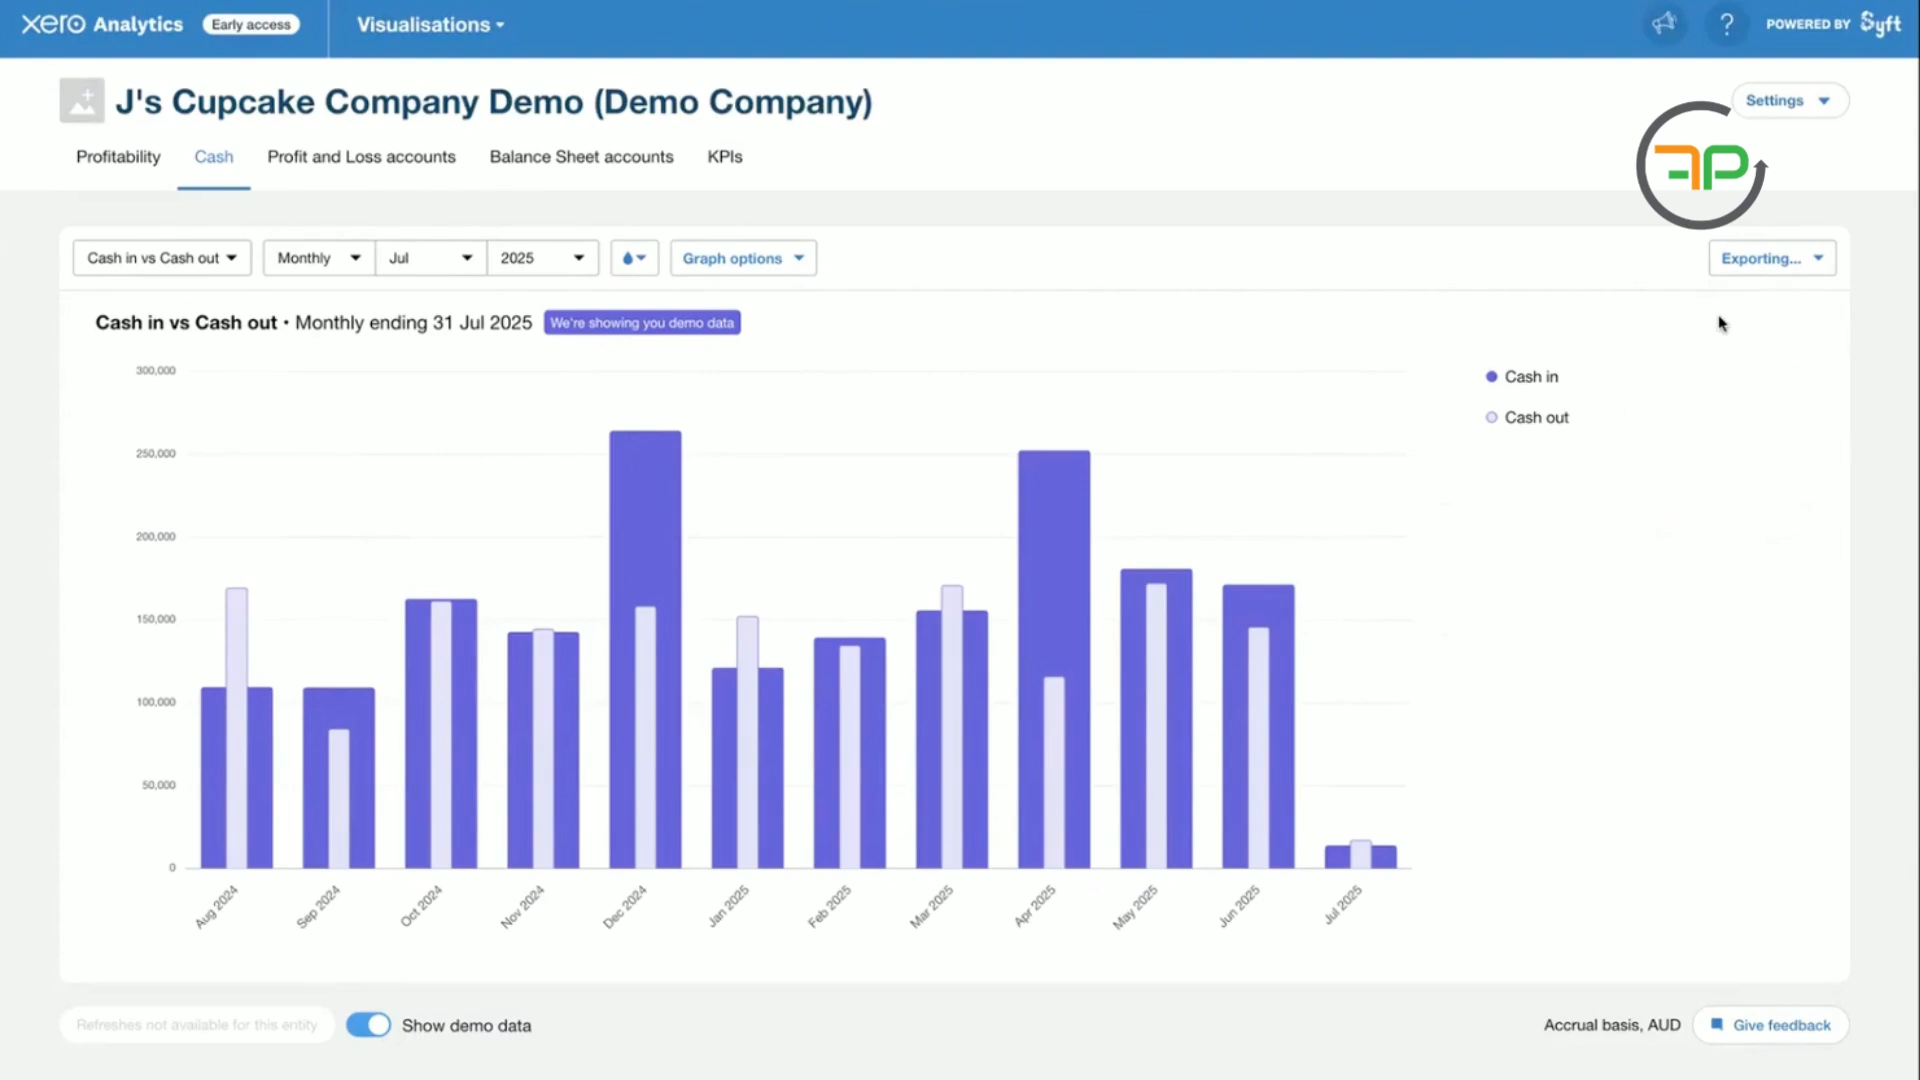 xero Analytics Early access Visualisations ? POWERED BY Syft
J's Cupcake Company Demo (Demo Company)
Settings
FP
Profitability Cash Profit and Loss accounts Balance Sheet accounts KPIs
Cash in vs Cash out Monthly Jul 2025 Graph options Exporting...
Cash in vs Cash out • Monthly ending 31 Jul 2025 We're showing you demo data
300,000
250,000
200,000
150,000
100,000
50,000
0
Cash in
Cash out
Aug 2024 Sep 2024 Oct 2024 Nov 2024 Dec 2024 Jan 2025 Feb 2025 Mar 2025 Apr 2025 May 2025 Jun 2025 Jul 2025
Refreshes not available for this entity Show demo data Accrual basis, AUD Give feedback